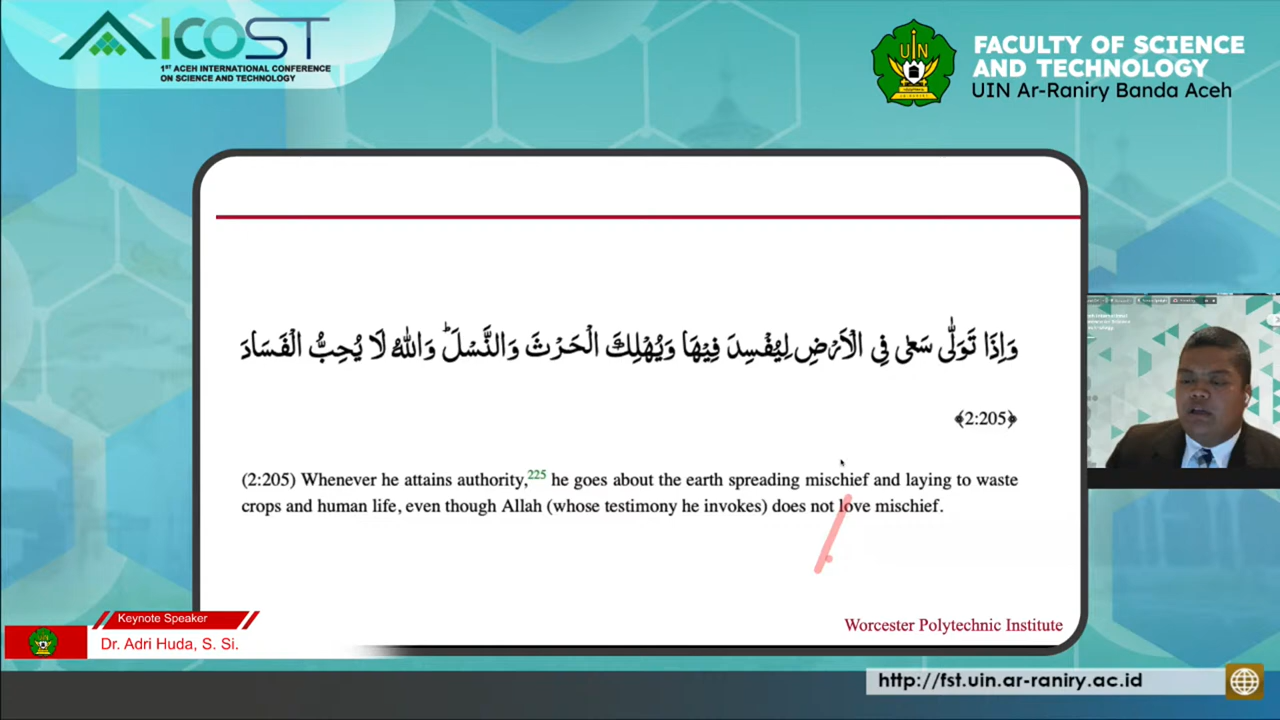 AICOST
1ST ACEH INTERNATIONAL CONFERENCE
ON SCIENCE AND TECHNOLOGY
UIN
FACULTY OF SCIENCE
AND TECHNOLOGY
UIN Ar-Raniry Banda Aceh
وَاِذَا تَوَلّٰى سَعٰى فِى الۡاَرۡضِ لِيُفۡسِدَ فِيۡهَا وَيُهۡلِكَ الۡحَـرۡثَ وَالنَّسۡلَ‌ؕ وَاللّٰهُ لَا يُحِبُّ الۡفَسَادَ
﴿2:205﴾
(2:205) Whenever he attains authority,225 he goes about the earth spreading mischief and laying to waste
crops and human life, even though Allah (whose testimony he invokes) does not love mischief.
Worcester Polytechnic Institute
Keynote Speaker
Dr. Adri Huda, S. Si.
http://fst.uin.ar-raniry.ac.id